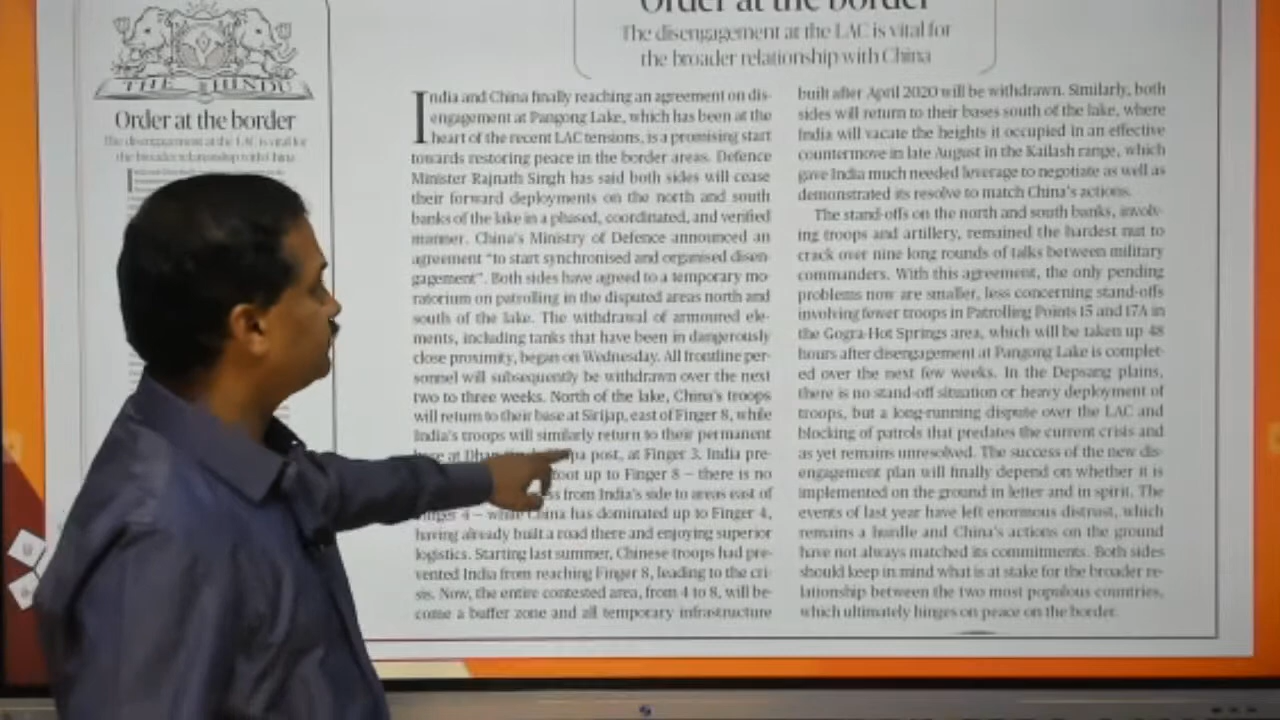 THE HINDU
Order at the border
The disengagement at the LAC is vital for
the broader relationship with China
Order at the border
The disengagement at the LAC is vital for
the broader relationship with China
India and China finally reaching an agreement on dis-
engagement at Pangong Lake, which has been at the
heart of the recent LAC tensions, is a promising start
towards restoring peace in the border areas. Defence
Minister Rajnath Singh has said both sides will cease
their forward deployments on the north and south
banks of the lake in a phased, coordinated, and verified
manner. China's Ministry of Defence announced an
agreement "to start synchronised and organised disen-
gagement". Both sides have agreed to a temporary mo-
ratorium on patrolling in the disputed areas north and
south of the lake. The withdrawal of armoured ele-
ments, including tanks that have been in dangerously
close proximity, began on Wednesday. All frontline per-
sonnel will subsequently be withdrawn over the next
two to three weeks. North of the lake, China's troops
will return to their base at Sirijap, east of Finger 8, while
India's troops will similarly return to their permanent
at post, at Finger 3. India pre-
foot up to Finger 8 – there is no
from India's side to areas east of
Finger 4 – while China has dominated up to Finger 4,
having already built a road there and enjoying superior
logistics. Starting last summer, Chinese troops had pre-
vented India from reaching Finger 8, leading to the cri-
sis. Now, the entire contested area, from 4 to 8, will be-
come a buffer zone and all temporary infrastructure
built after April 2020 will be withdrawn. Similarly, both
sides will return to their bases south of the lake, where
India will vacate the heights it occupied in an effective
countermove in late August in the Kailash range, which
gave India much needed leverage to negotiate as well as
demonstrated its resolve to match China's actions.
The stand-offs on the north and south banks, involv-
ing troops and artillery, remained the hardest nut to
crack over nine long rounds of talks between military
commanders. With this agreement, the only pending
problems now are smaller, less concerning stand-offs
involving fewer troops in Patrolling Points 15 and 17A in
the Gogra-Hot Springs area, which will be taken up 48
hours after disengagement at Pangong Lake is complet-
ed over the next few weeks. In the Depsang plains,
there is no stand-off situation or heavy deployment of
troops, but a long-running dispute over the LAC and
blocking of patrols that predates the current crisis and
as yet remains unresolved. The success of the new dis-
engagement plan will finally depend on whether it is
implemented on the ground in letter and in spirit. The
events of last year have left enormous distrust, which
remains a hurdle and China's actions on the ground
have not always matched its commitments. Both sides
should keep in mind what is at stake for the broader re-
lationship between the two most populous countries,
which ultimately hinges on peace on the border.